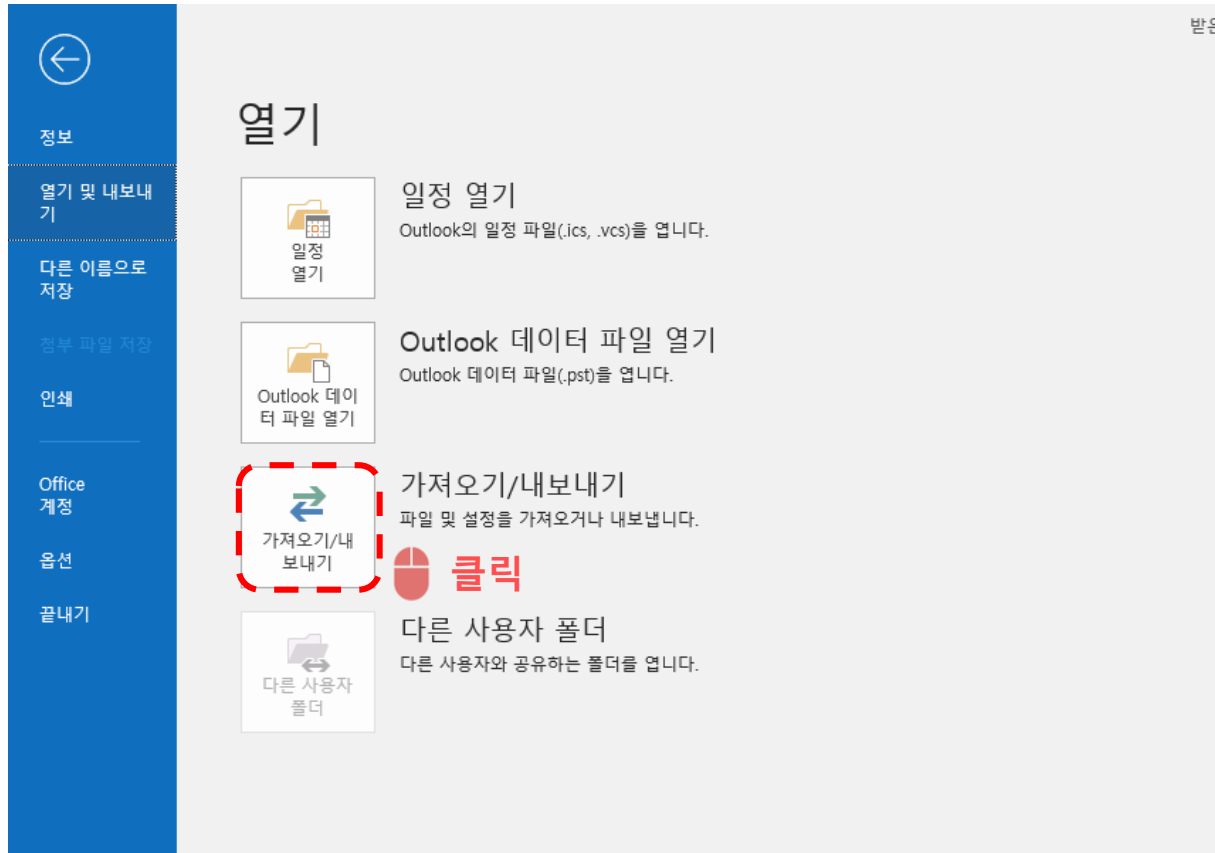 받은
정보
열기 및 내보내
기
다른 이름으로
저장
첨부 파일 저장
인쇄
Office
계정
옵션
끝내기
열기
일정
열기
일정 열기
Outlook의 일정 파일(.ics, .vcs)을 엽니다.
Outlook 데이
터 파일 열기
Outlook 데이터 파일 열기
Outlook 데이터 파일(.pst)을 엽니다.
가져오기/내
보내기
가져오기/내보내기
파일 및 설정을 가져오거나 내보냅니다.
클릭
다른 사용자
폴더
다른 사용자 폴더
다른 사용자와 공유하는 폴더를 엽니다.